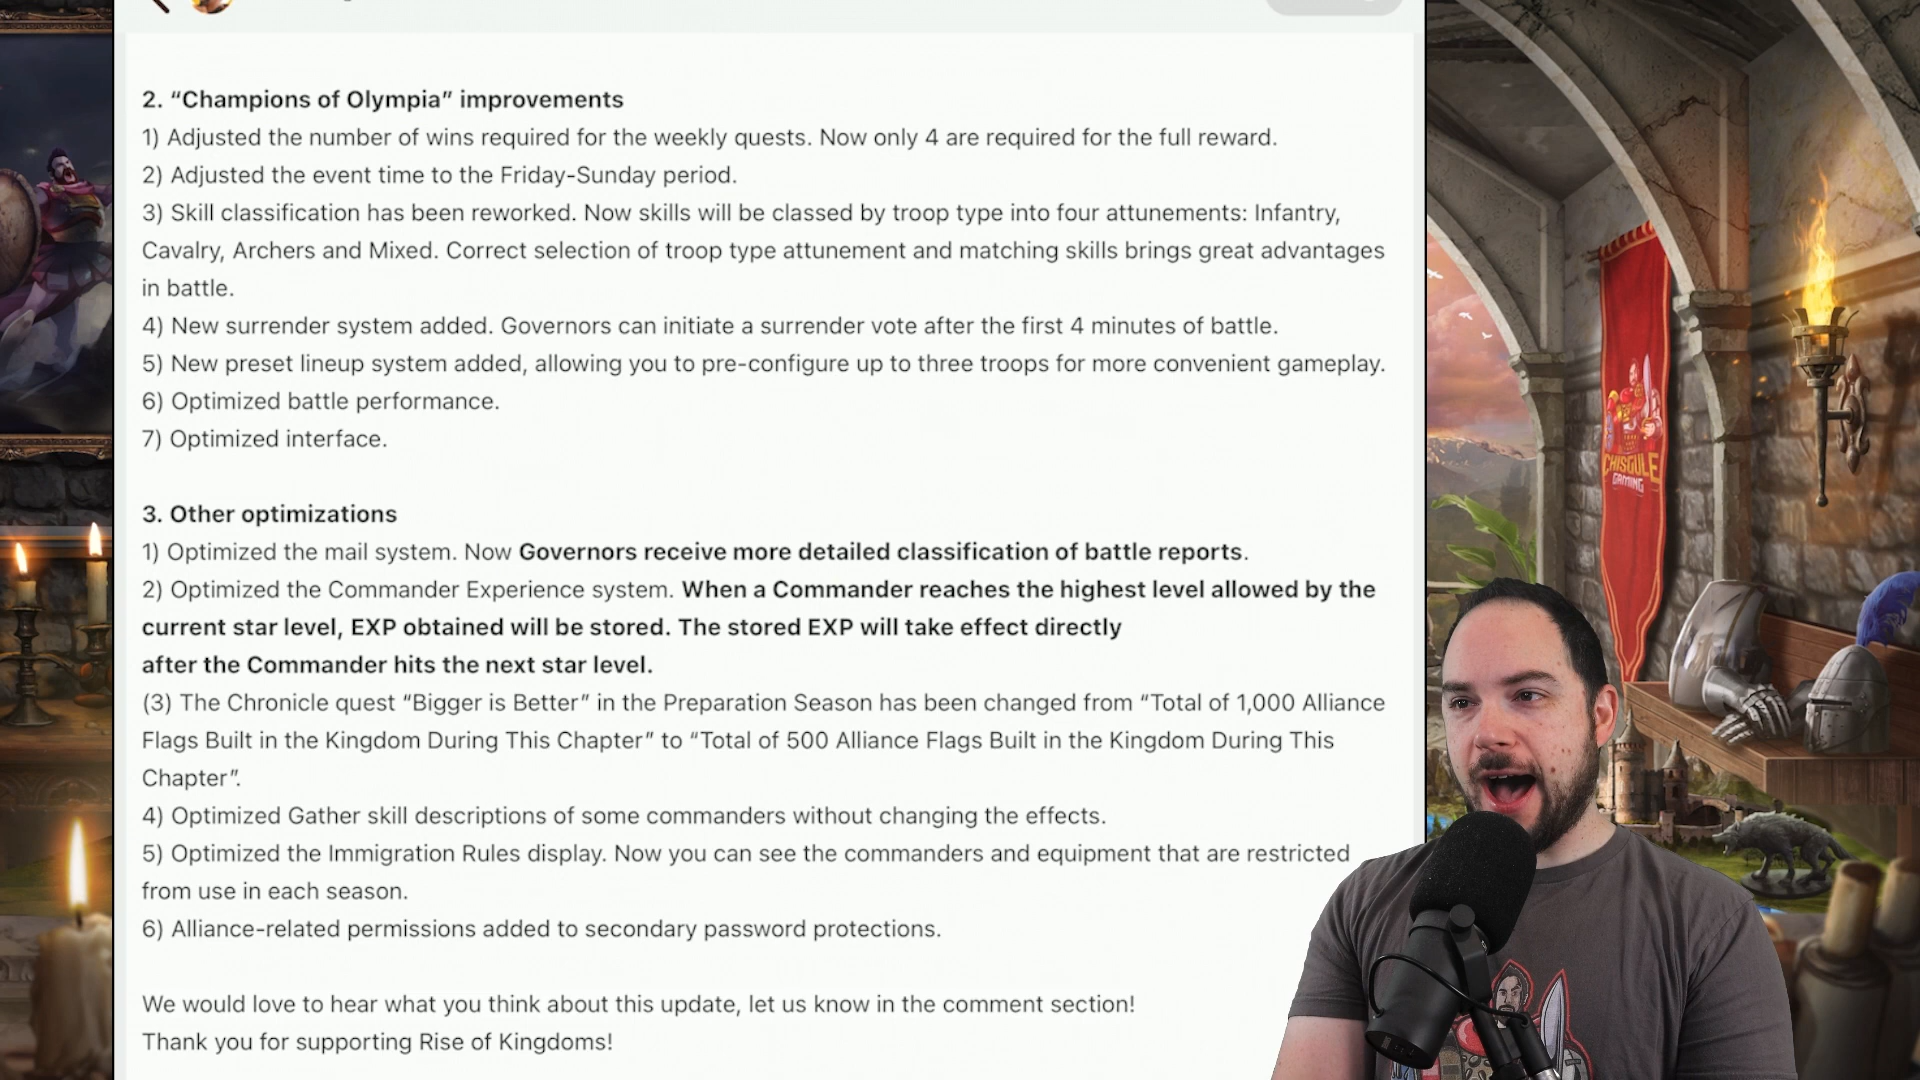 2. “Champions of Olympia” improvements
1) Adjusted the number of wins required for the weekly quests. Now only 4 are required for the full reward.
2) Adjusted the event time to the Friday-Sunday period.
3) Skill classification has been reworked. Now skills will be classed by troop type into four attunements: Infantry,
Cavalry, Archers and Mixed. Correct selection of troop type attunement and matching skills brings great advantages
in battle.
4) New surrender system added. Governors can initiate a surrender vote after the first 4 minutes of battle.
5) New preset lineup system added, allowing you to pre-configure up to three troops for more convenient gameplay.
6) Optimized battle performance.
7) Optimized interface.
3. Other optimizations
1) Optimized the mail system. Now Governors receive more detailed classification of battle reports.
2) Optimized the Commander Experience system. When a Commander reaches the highest level allowed by the
current star level, EXP obtained will be stored. The stored EXP will take effect directly
after the Commander hits the next star level.
(3) The Chronicle quest “Bigger is Better” in the Preparation Season has been changed from “Total of 1,000 Alliance
Flags Built in the Kingdom During This Chapter” to “Total of 500 Alliance Flags Built in the Kingdom During This
Chapter”.
4) Optimized Gather skill descriptions of some commanders without changing the effects.
5) Optimized the Immigration Rules display. Now you can see the commanders and equipment that are restricted
from use in each season.
6) Alliance-related permissions added to secondary password protections.
We would love to hear what you think about this update, let us know in the comment section!
Thank you for supporting Rise of Kingdoms!
CHISGULE
GAMING